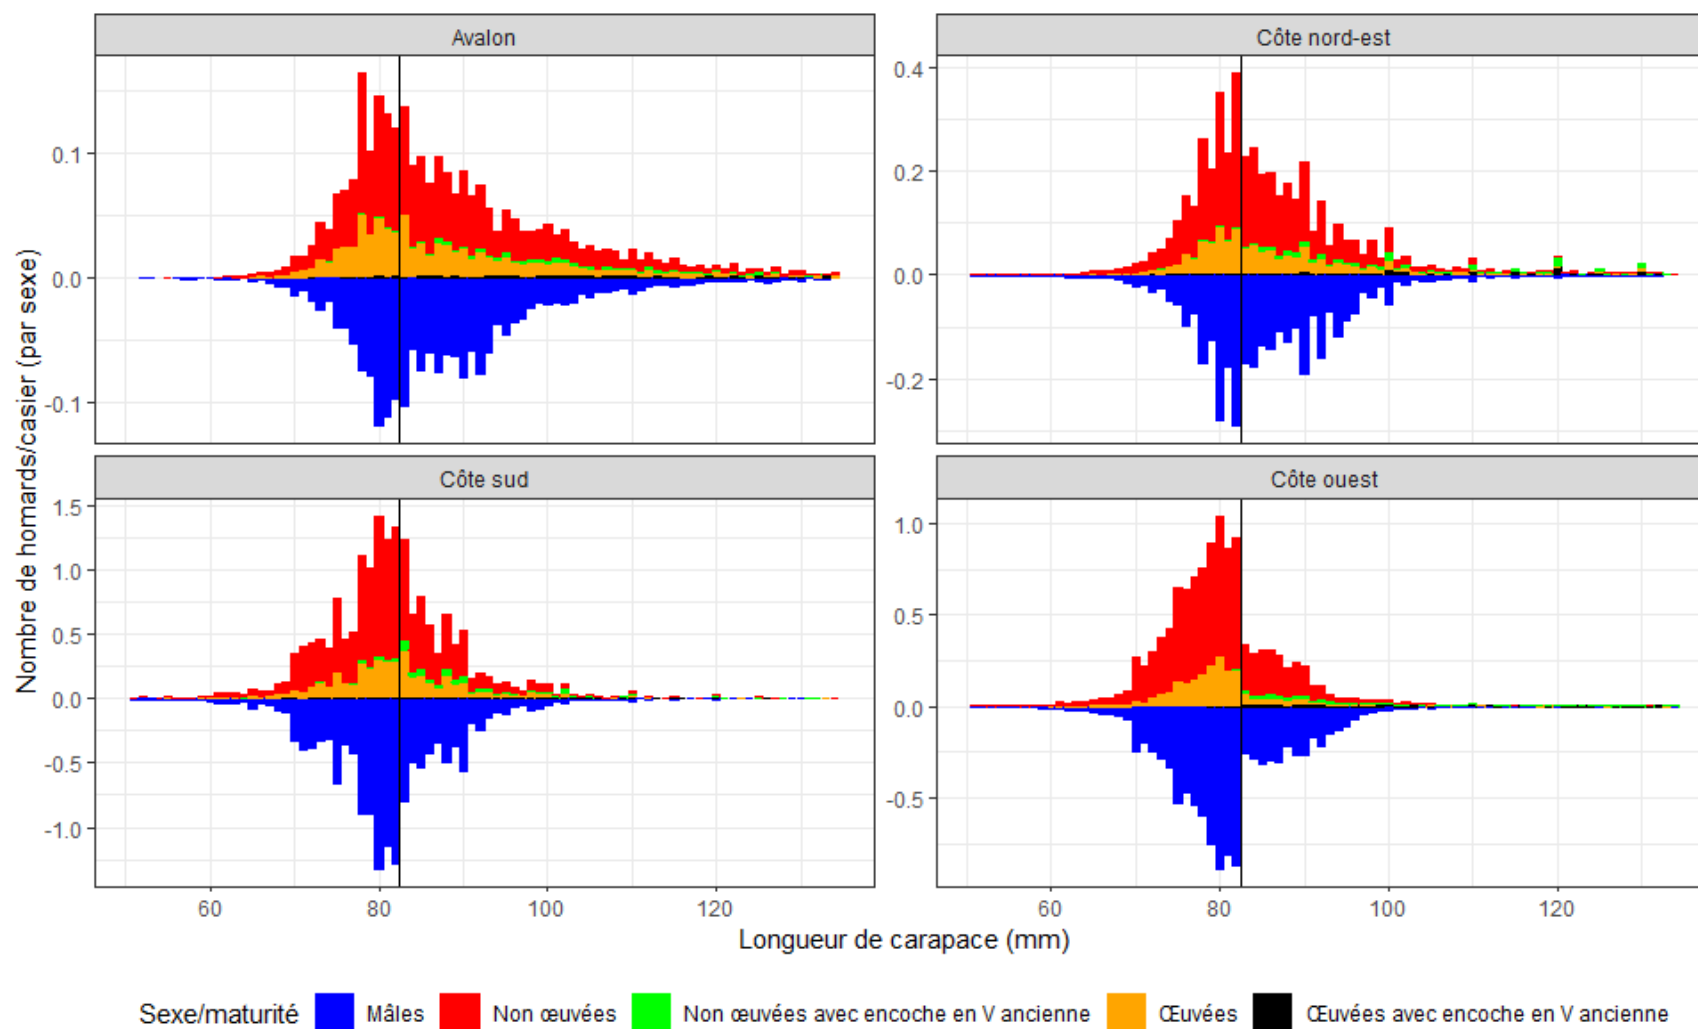 Avalon
Côte nord-est
0.1
0.0
-0.1
0.4
0.2
0.0
-0.2
Côte sud
Côte ouest
1.5
1.0
0.5
0.0
-0.5
-1.0
1.0
0.5
0.0
-0.5
60 80 100 120
60 80 100 120
Nombre de homards/casier (par sexe)
Longueur de carapace (mm)
Sexe/maturité Mâles Non œuvées Non œuvées avec encoche en V ancienne Œuvées Œuvées avec encoche en V ancienne